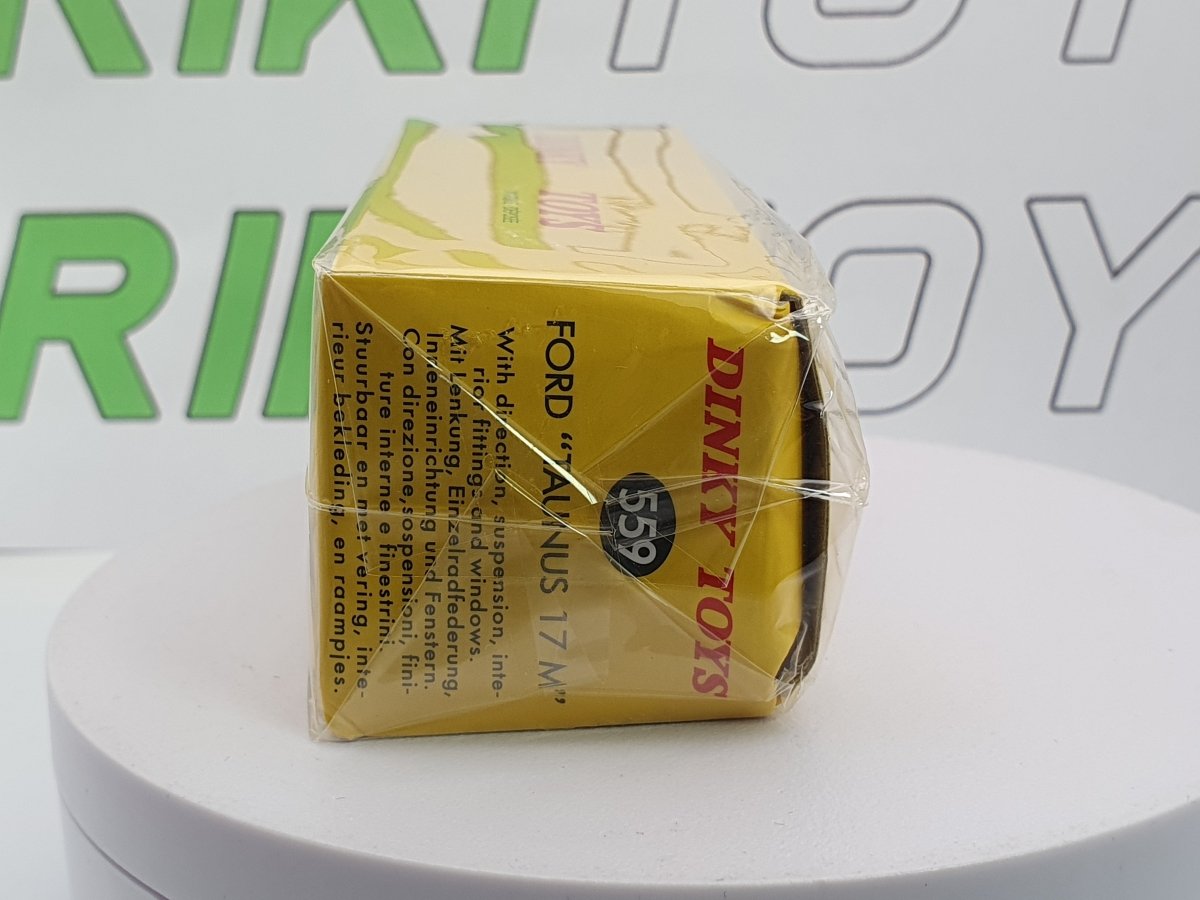 RIKITOY
RIKITOY
DINKY
TOYS
DINKY TOYS
559
FORD “TAUNUS 17 M”
With direction, suspension, inte-
rior fittings and windows.
Mit Lenkung, Einzelradfederung,
Inneneinrichtung und Fenstern.
Con direzione, sospensioni, fini-
ture interne e finestrini
Stuurbaar en met vering, inte-
rieur bekleding, en raampjes.